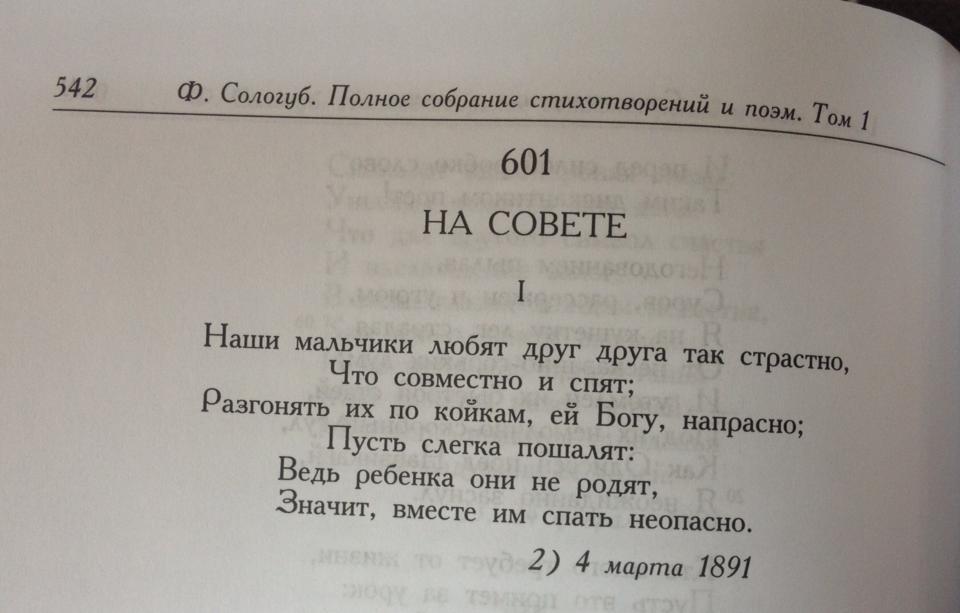 542 Ф. Сологуб. Полное собрание стихотворений и поэм. Том 1
601
НА СОВЕТЕ
I
Наши мальчики любят друг друга так страстно,
Что совместно и спят:
Разгонять их по койкам, ей Богу, напрасно;
Пусть слегка пошалят:
Ведь ребенка они не родят,
Значит, вместе им спать неопасно.
2) 4 марта 1891